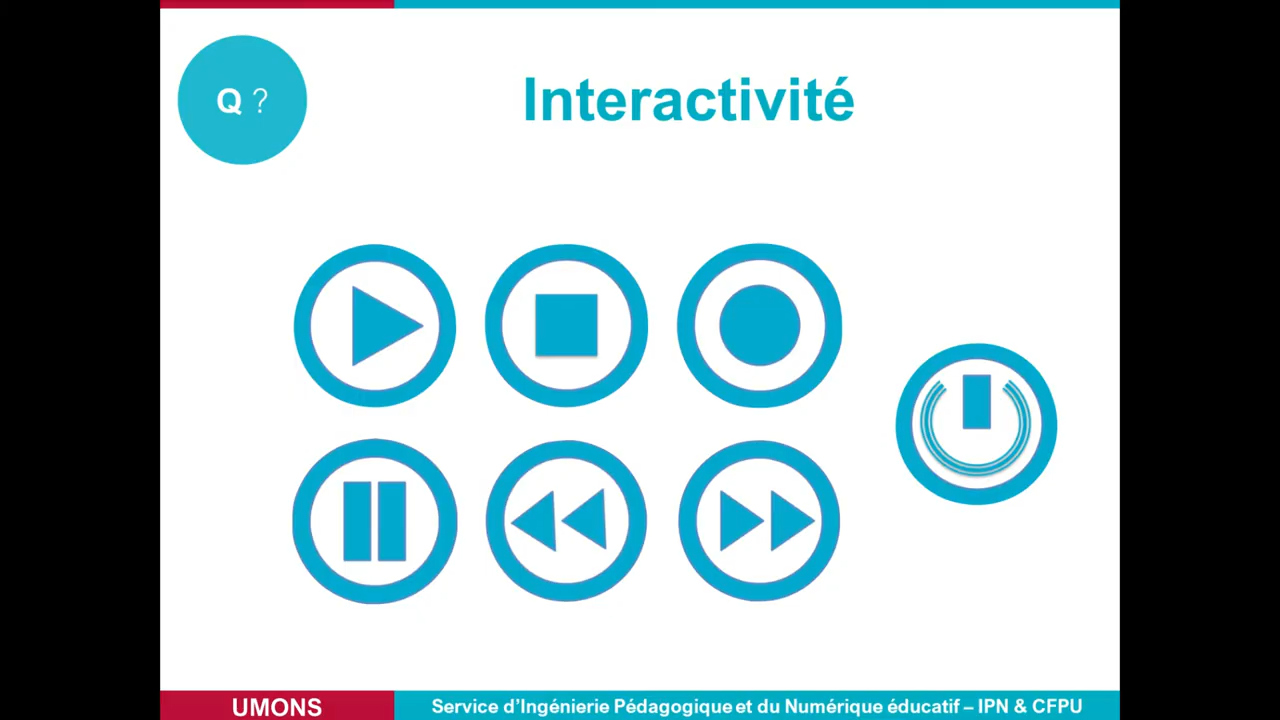 Q ?
Interactivité
UMONS
Service d'Ingénierie Pédagogique et du Numérique éducatif – IPN & CFPU